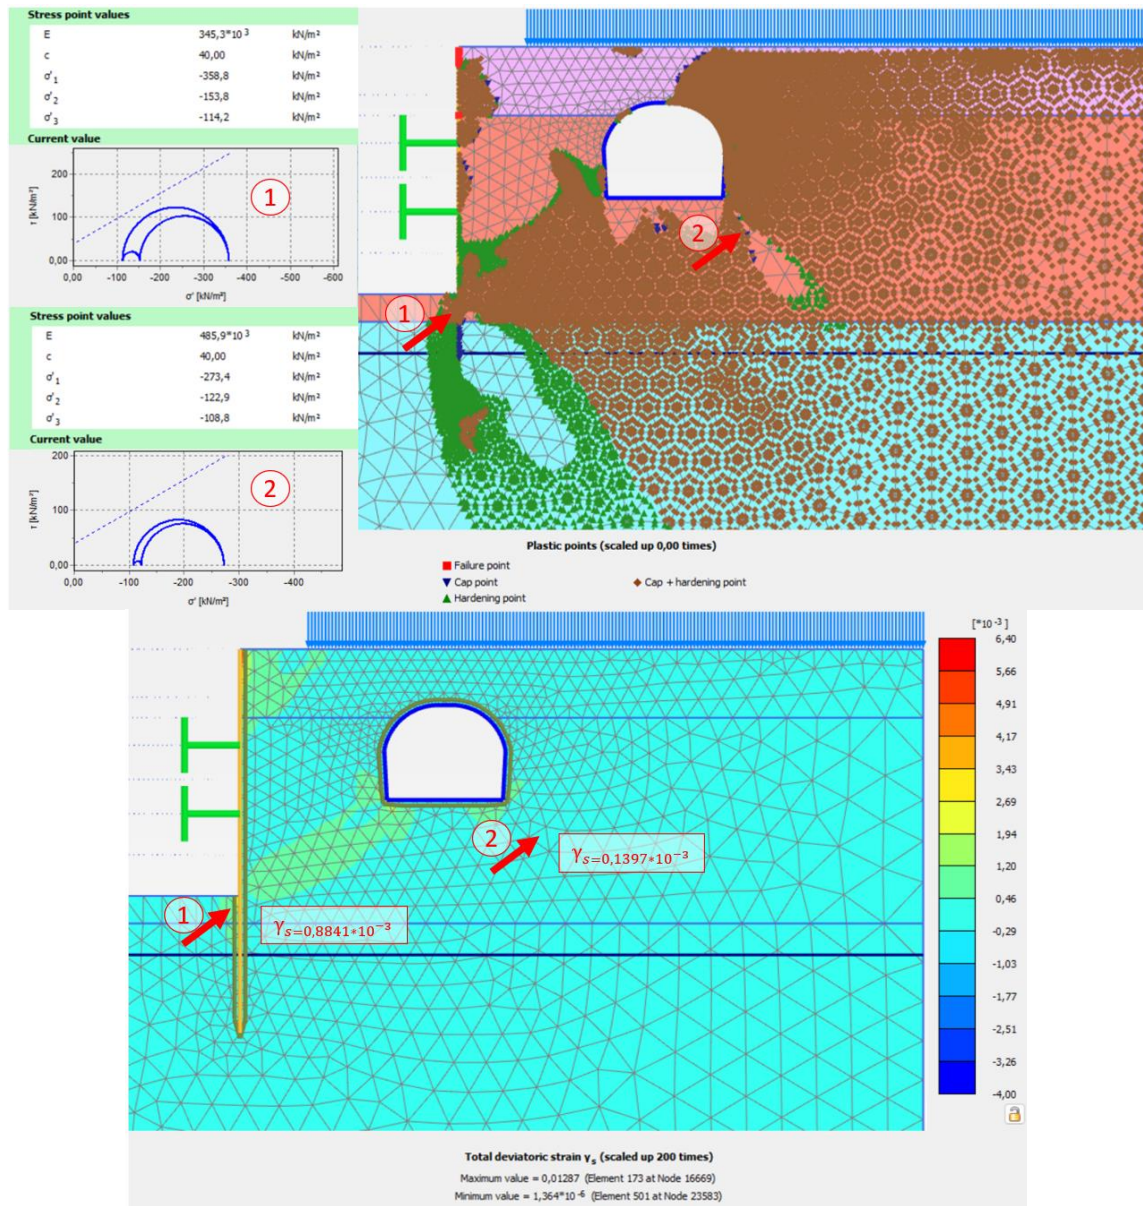 Stress point values
E 345,3*10 3 kN/m²
c 40,00 kN/m²
σ'1 -358,8 kN/m²
σ'2 -153,8 kN/m²
σ'3 -114,2 kN/m²
Current value
200
100
0,00
τ [kN/m²]
1
0,00 -100 -200 -300 -400 -500 -600
σ' [kN/m²]
Stress point values
E 485,9*10 3 kN/m²
c 40,00 kN/m²
σ'1 -273,4 kN/m²
σ'2 -122,9 kN/m²
σ'3 -108,8 kN/m²
Current value
200
100
0,00
τ [kN/m²]
2
0,00 -100 -200 -300 -400
σ' [kN/m²]
2
1
Plastic points (scaled up 0,00 times)
Failure point
Cap point
Cap + hardening point
Hardening point
[*10 -3 ]
6,40
5,66
4,91
4,17
3,43
2,69
1,94
1,20
0,46
-0,29
-1,03
-1,77
-2,51
-3,26
-4,00
2
γs=0,1397*10−3
1
γs=0,8841*10−3
Total deviatoric strain γs (scaled up 200 times)
Maximum value = 0,01287 (Element 173 at Node 16669)
Minimum value = 1,364*10 -6 (Element 501 at Node 23583)